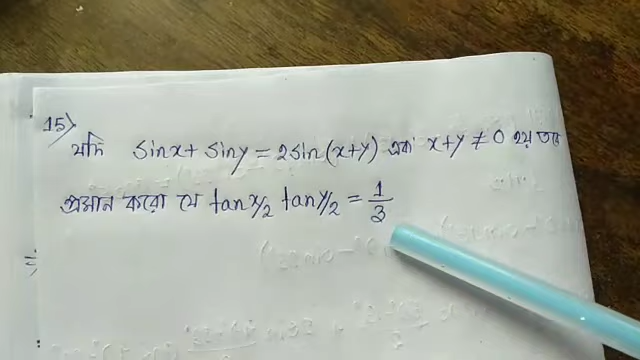 15)
যদি sinx + siny = 2sin(x+y) এবং x+y ≠ 0 হয় তবে
প্রমান করো যে tan x/2 tan y/2 = 1/3